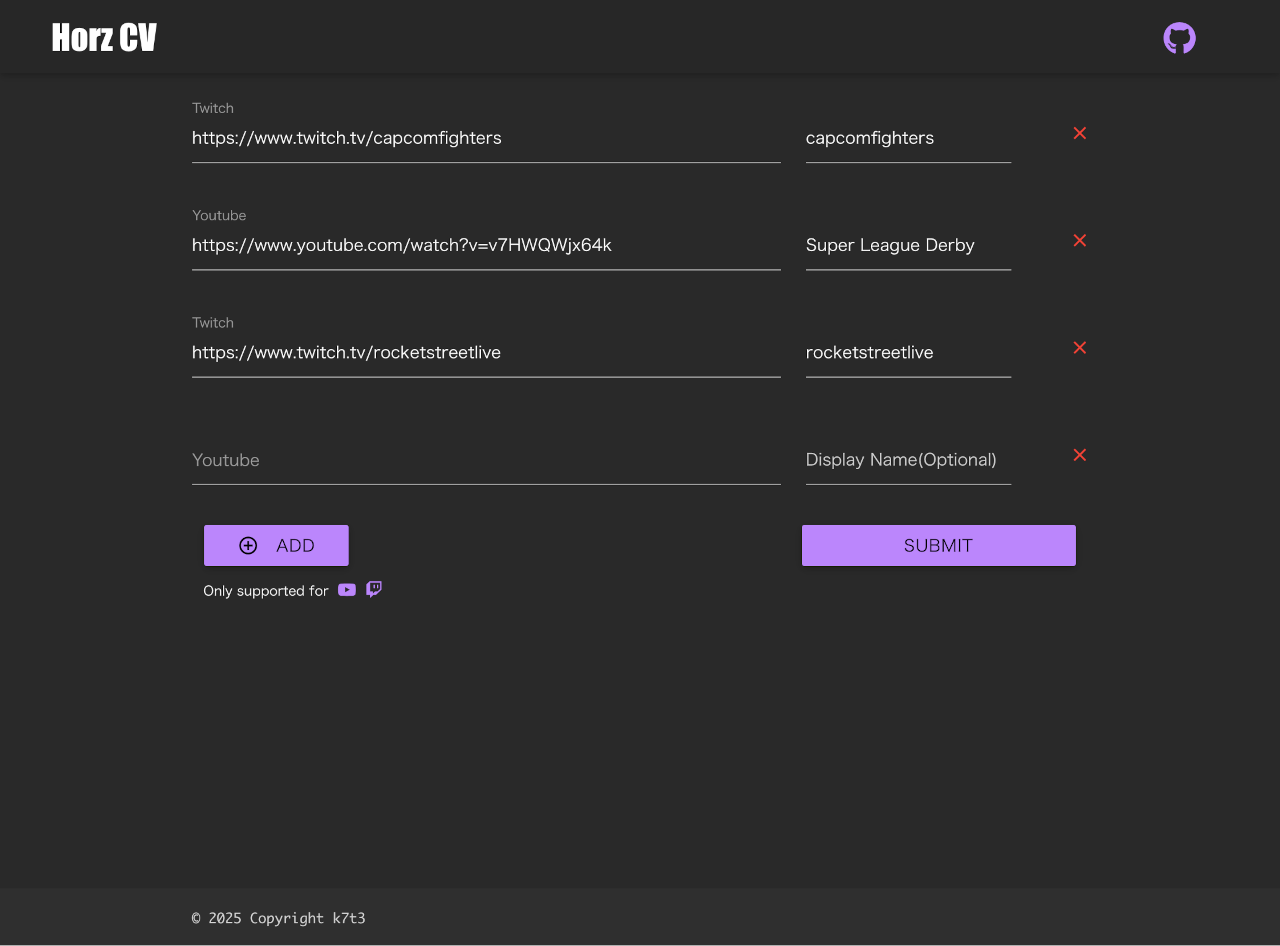 Horz CV
Twitch
https://www.twitch.tv/capcomfighters
capcomfighters
Youtube
https://www.youtube.com/watch?v=v7HWQWjx64k
Super League Derby
Twitch
https://www.twitch.tv/rocketstreetlive
rocketstreetlive
Youtube
Display Name(Optional)
ADD
SUBMIT
Only supported for
© 2025 Copyright k7t3